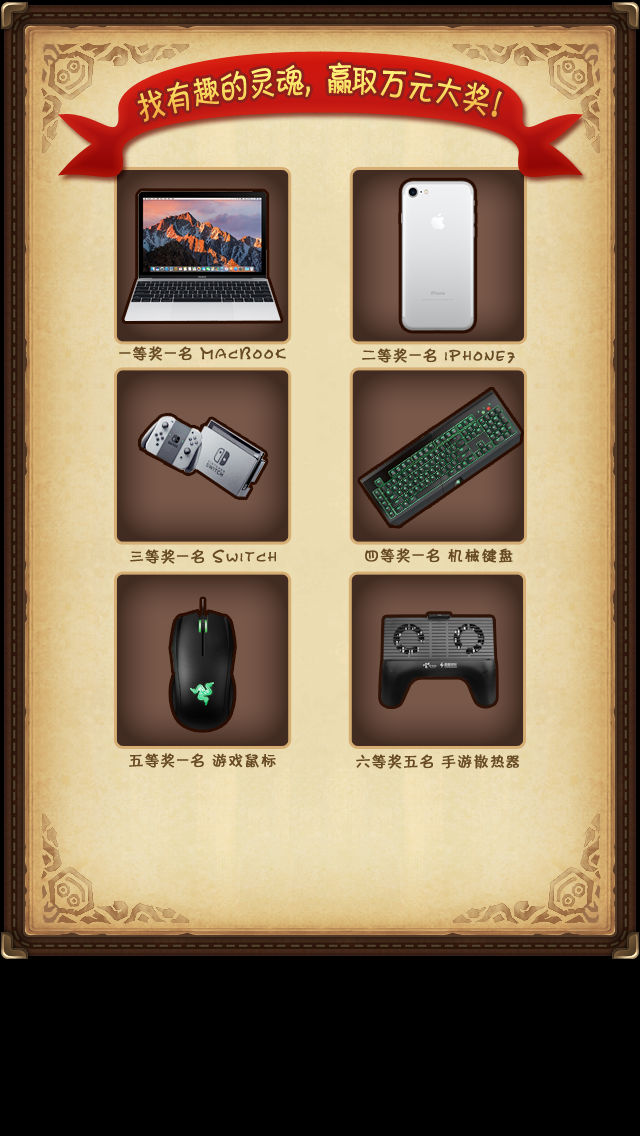 找有趣的灵魂, 赢取万元大奖!
一等奖一名 MACBOOK
二等奖一名 IPHONE7
iPhone
三等奖一名 SWITCH
SWITCH
四等奖一名 机械键盘
五等奖一名 游戏鼠标
六等奖五名 手游散热器